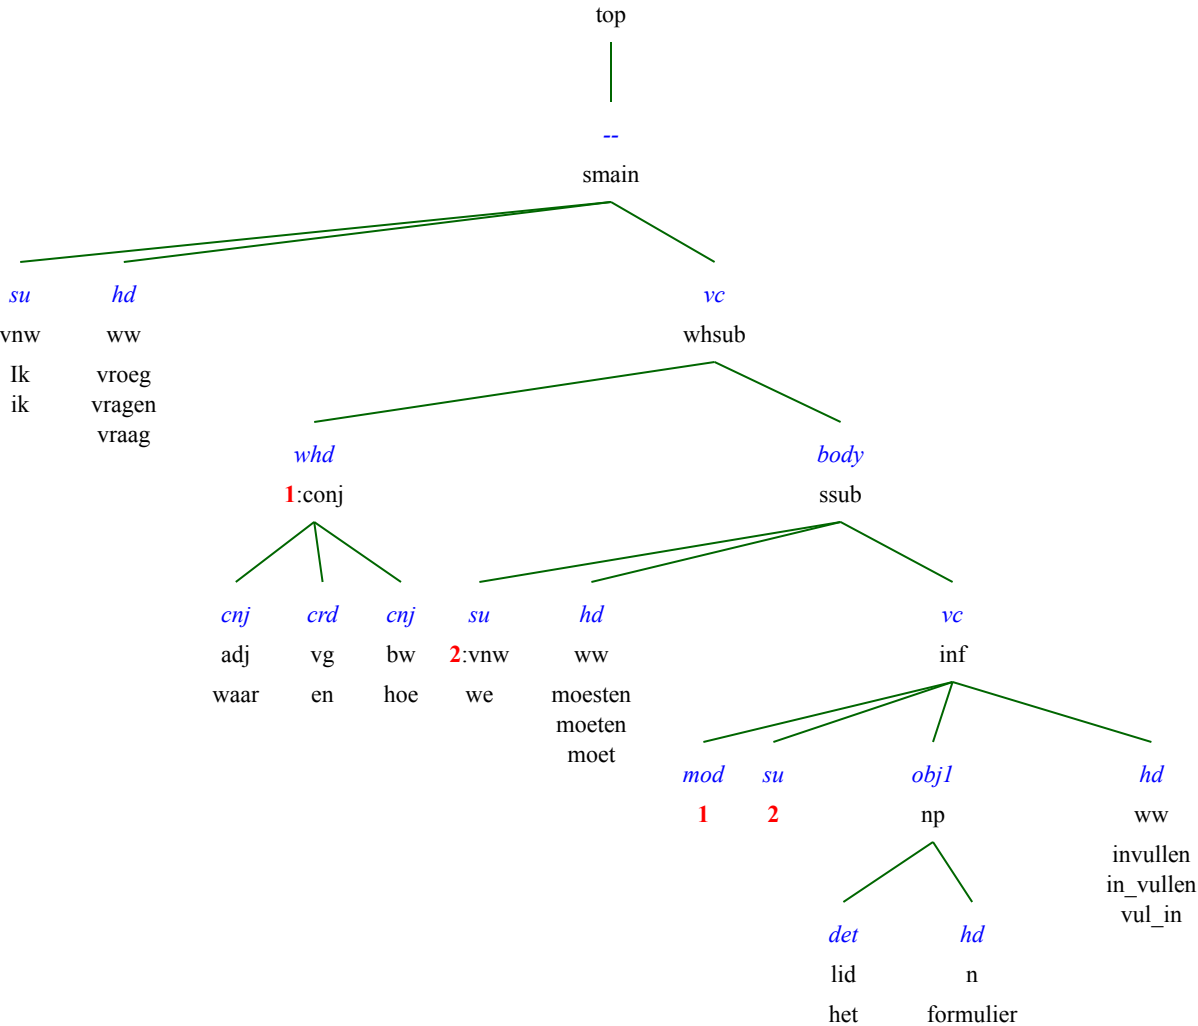 top
--
smain
su hd vc
vnw ww whsub
Ik vroeg
ik vragen
vraag
whd body
1:conj ssub
cnj crd cnj su hd vc
adj vg bw 2:vnw ww inf
waar en hoe we moesten
moeten
moet
mod su obj1 hd
1 2 np ww
invullen
in_vullen
vul_in
det hd
lid n
het formulier